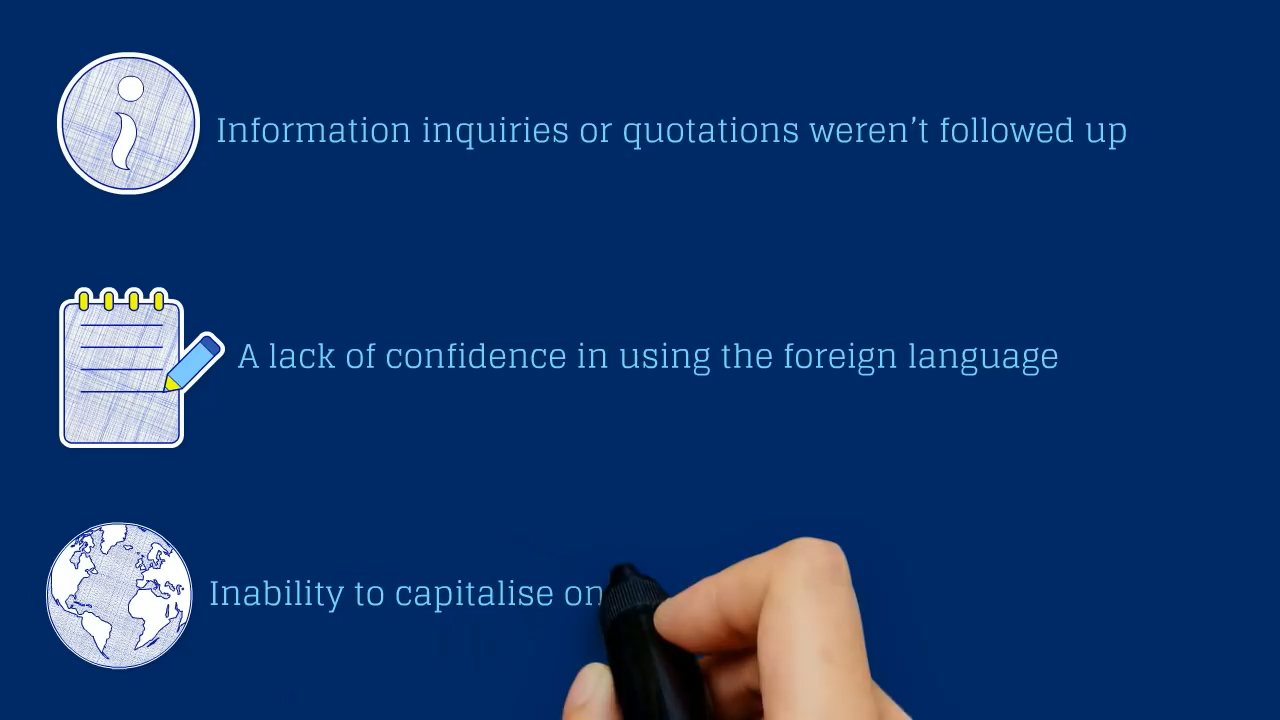 Information inquiries or quotations weren’t followed up
A lack of confidence in using the foreign language
Inability to capitalise on